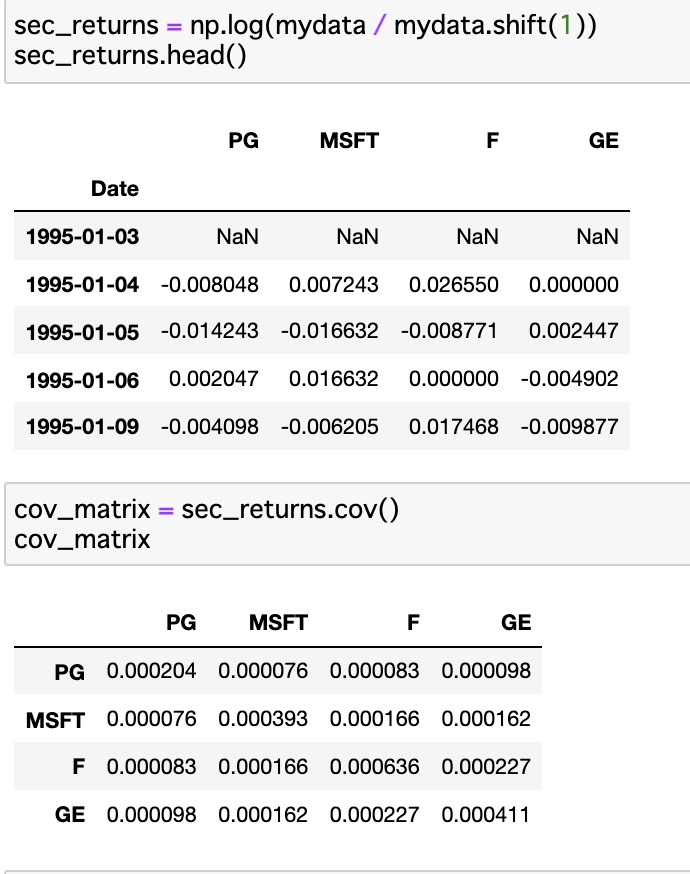 sec_returns = np.log(mydata / mydata.shift(1))
sec_returns.head()
PG MSFT F GE
Date
1995-01-03 NaN NaN NaN NaN
1995-01-04 -0.008048 0.007243 0.026550 0.000000
1995-01-05 -0.014243 -0.016632 -0.008771 0.002447
1995-01-06 0.002047 0.016632 0.000000 -0.004902
1995-01-09 -0.004098 -0.006205 0.017468 -0.009877
cov_matrix = sec_returns.cov()
cov_matrix
PG MSFT F GE
PG 0.000204 0.000076 0.000083 0.000098
MSFT 0.000076 0.000393 0.000166 0.000162
F 0.000083 0.000166 0.000636 0.000227
GE 0.000098 0.000162 0.000227 0.000411